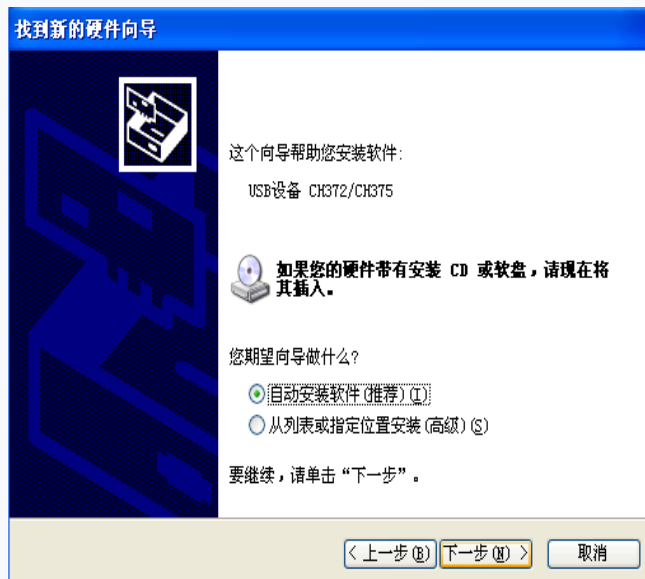 找到新的硬件向导
这个向导帮助您安装软件:
USB设备 CH372/CH375
如果您的硬件带有安装 CD 或软盘，请现在将
其插入。
您期望向导做什么?
自动安装软件(推荐)(I)
从列表或指定位置安装(高级)(S)
要继续，请单击“下一步”。
< 上一步(B) 下一步(N) > 取消